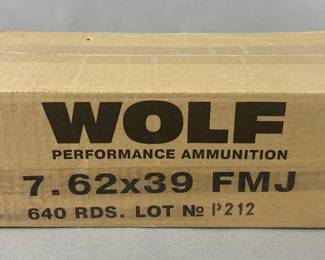 WOLF
PERFORMANCE AMMUNITION
7.62x39 FMJ
640 RDS. LOT № P212